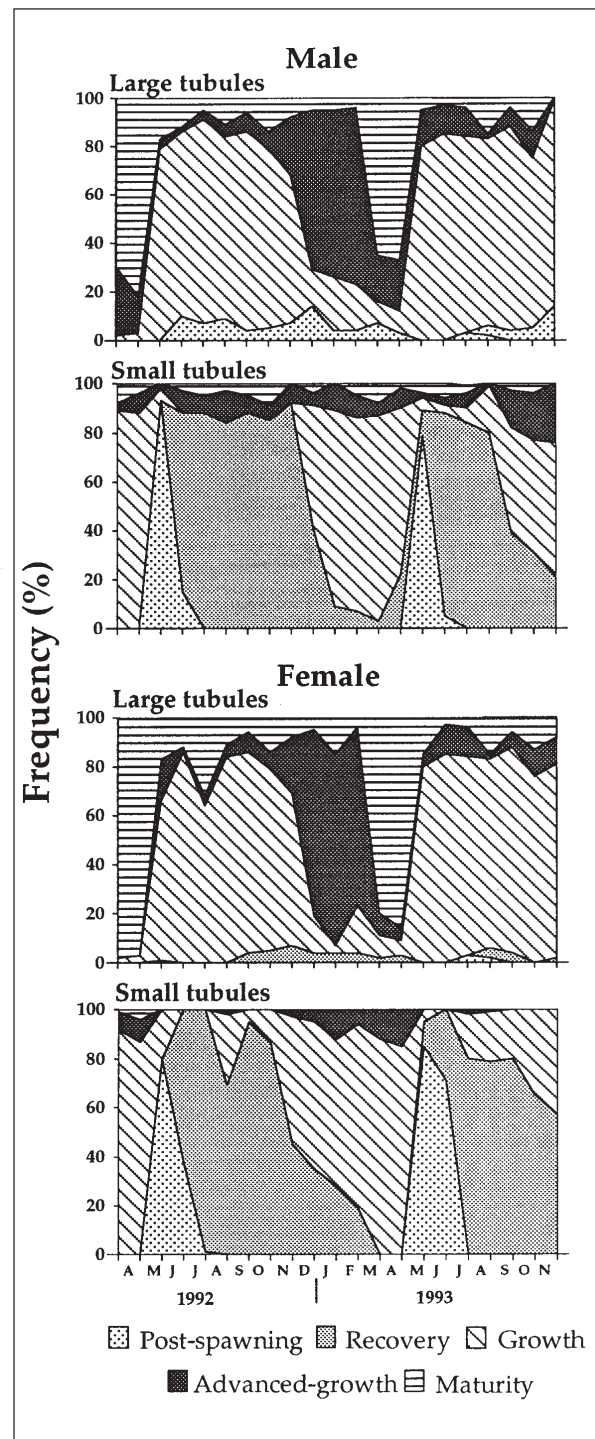 Male
Large tubules
100
80
60
40
20
0
Small tubules
100
80
60
40
20
0
Frequency (%)
Female
Large tubules
100
80
60
40
20
0
Small tubules
100
80
60
40
20
0
A M J J A S O N D J F M A M J J A S O N
1992 1993
Post-spawning Recovery Growth
Advanced-growth Maturity